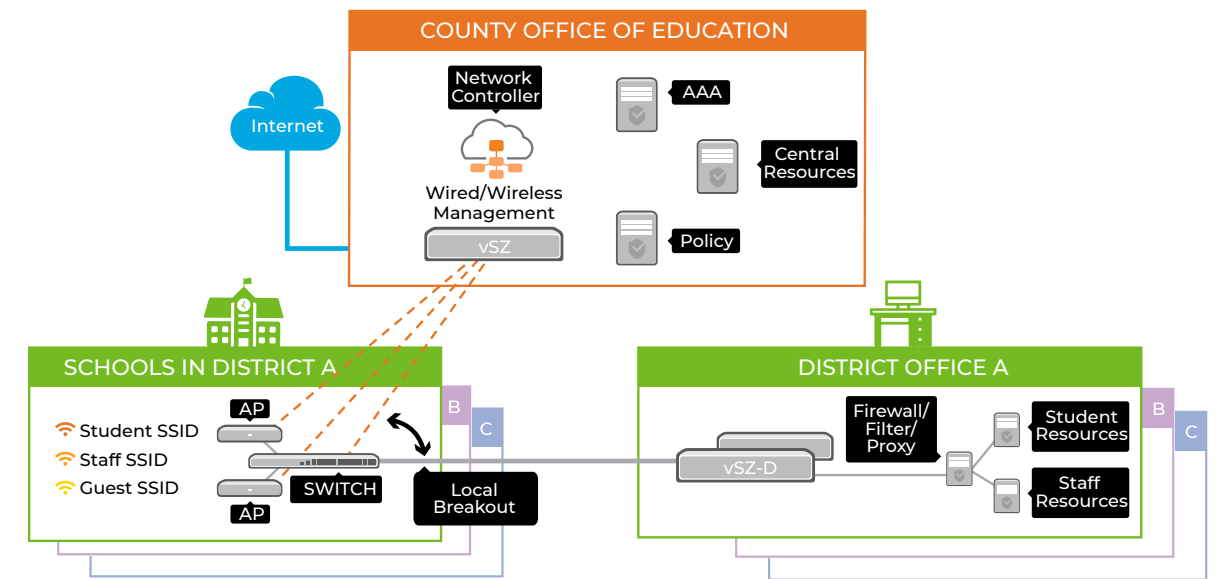 COUNTY OFFICE OF EDUCATION
Internet
Network
Controller
AAA
Central
Resources
Wired/Wireless
Management
Policy
vSZ
SCHOOLS IN DISTRICT A
B
C
AP
Student SSID
Staff SSID
Guest SSID
SWITCH
AP
Local
Breakout
DISTRICT OFFICE A
B
C
Firewall/
Filter/
Proxy
Student
Resources
vSZ-D
Staff
Resources